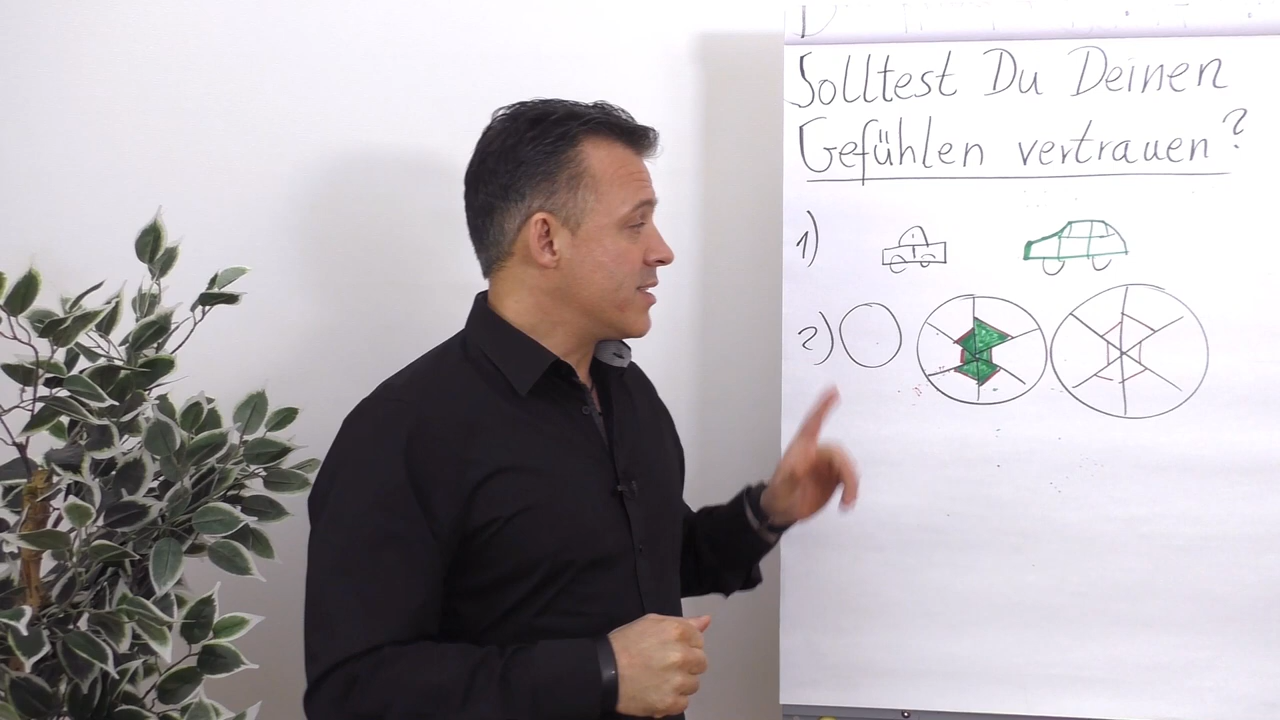 Solltest Du Deinen
Gefühlen vertrauen?
1)
2)